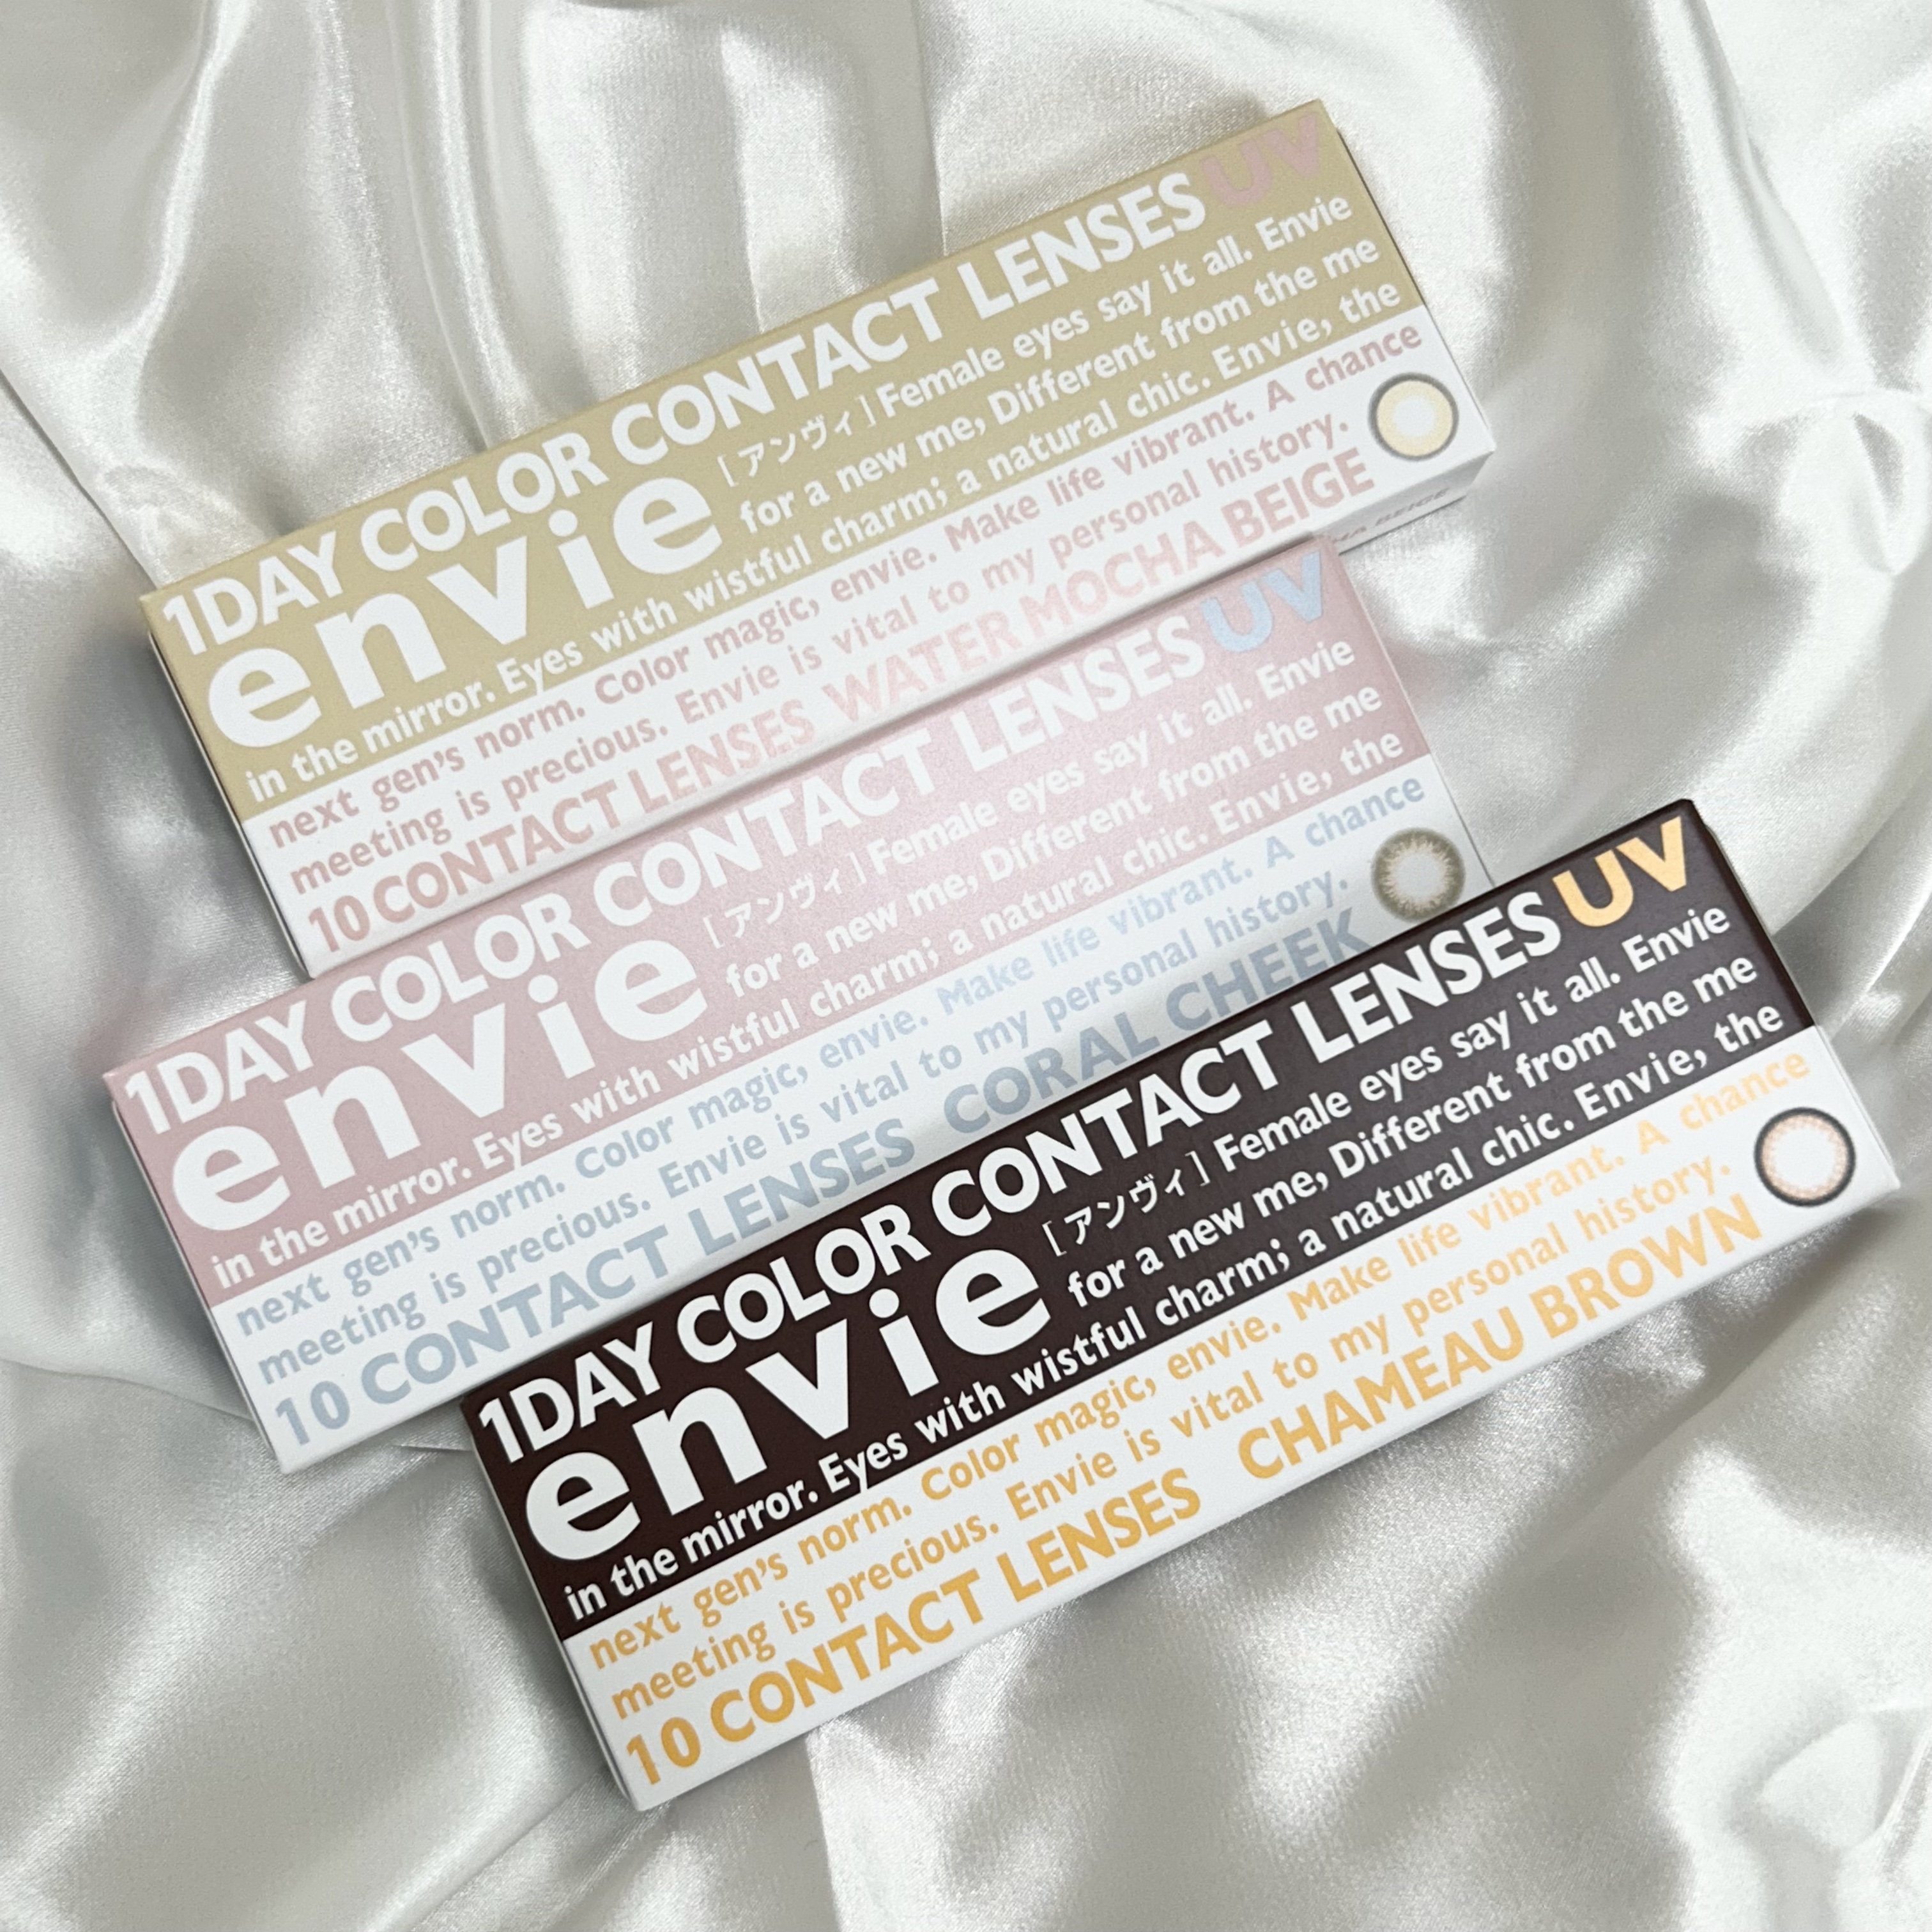 1DAY COLOR CONTACT LENSES UV
envie [アンヴィ] Female eyes say it all. Envie
for a new me, Different from the me
in the mirror. Eyes with wistful charm; a natural chic. Envie, the
next gen's norm. Color magic, envie. Make life vibrant. A chance
meeting is precious. Envie is vital to my personal history.
10 CONTACT LENSES WATER MOCHA BEIGE
1DAY COLOR CONTACT LENSES UV
envie [アンヴィ] Female eyes say it all. Envie
for a new me, Different from the me
in the mirror. Eyes with wistful charm; a natural chic. Envie, the
next gen's norm. Color magic, envie. Make life vibrant. A chance
meeting is precious. Envie is vital to my personal history.
10 CONTACT LENSES CORAL CHEEK
1DAY COLOR CONTACT LENSES UV
envie [アンヴィ] Female eyes say it all. Envie
for a new me, Different from the me
in the mirror. Eyes with wistful charm; a natural chic. Envie, the
next gen's norm. Color magic, envie. Make life vibrant. A chance
meeting is precious. Envie is vital to my personal history.
10 CONTACT LENSES CHAMEAU BROWN